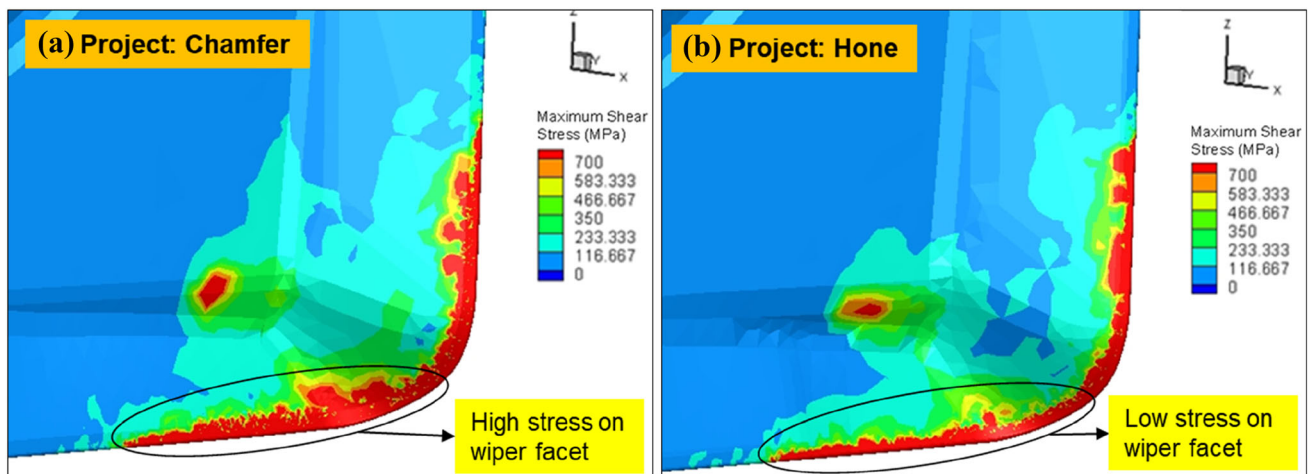 (a) Project: Chamfer
Z
Y
X
Maximum Shear
Stress (MPa)
700
583.333
466.667
350
233.333
116.667
0
High stress on
wiper facet
(b) Project: Hone
Z
Y
X
Maximum Shear
Stress (MPa)
700
583.333
466.667
350
233.333
116.667
0
Low stress on
wiper facet